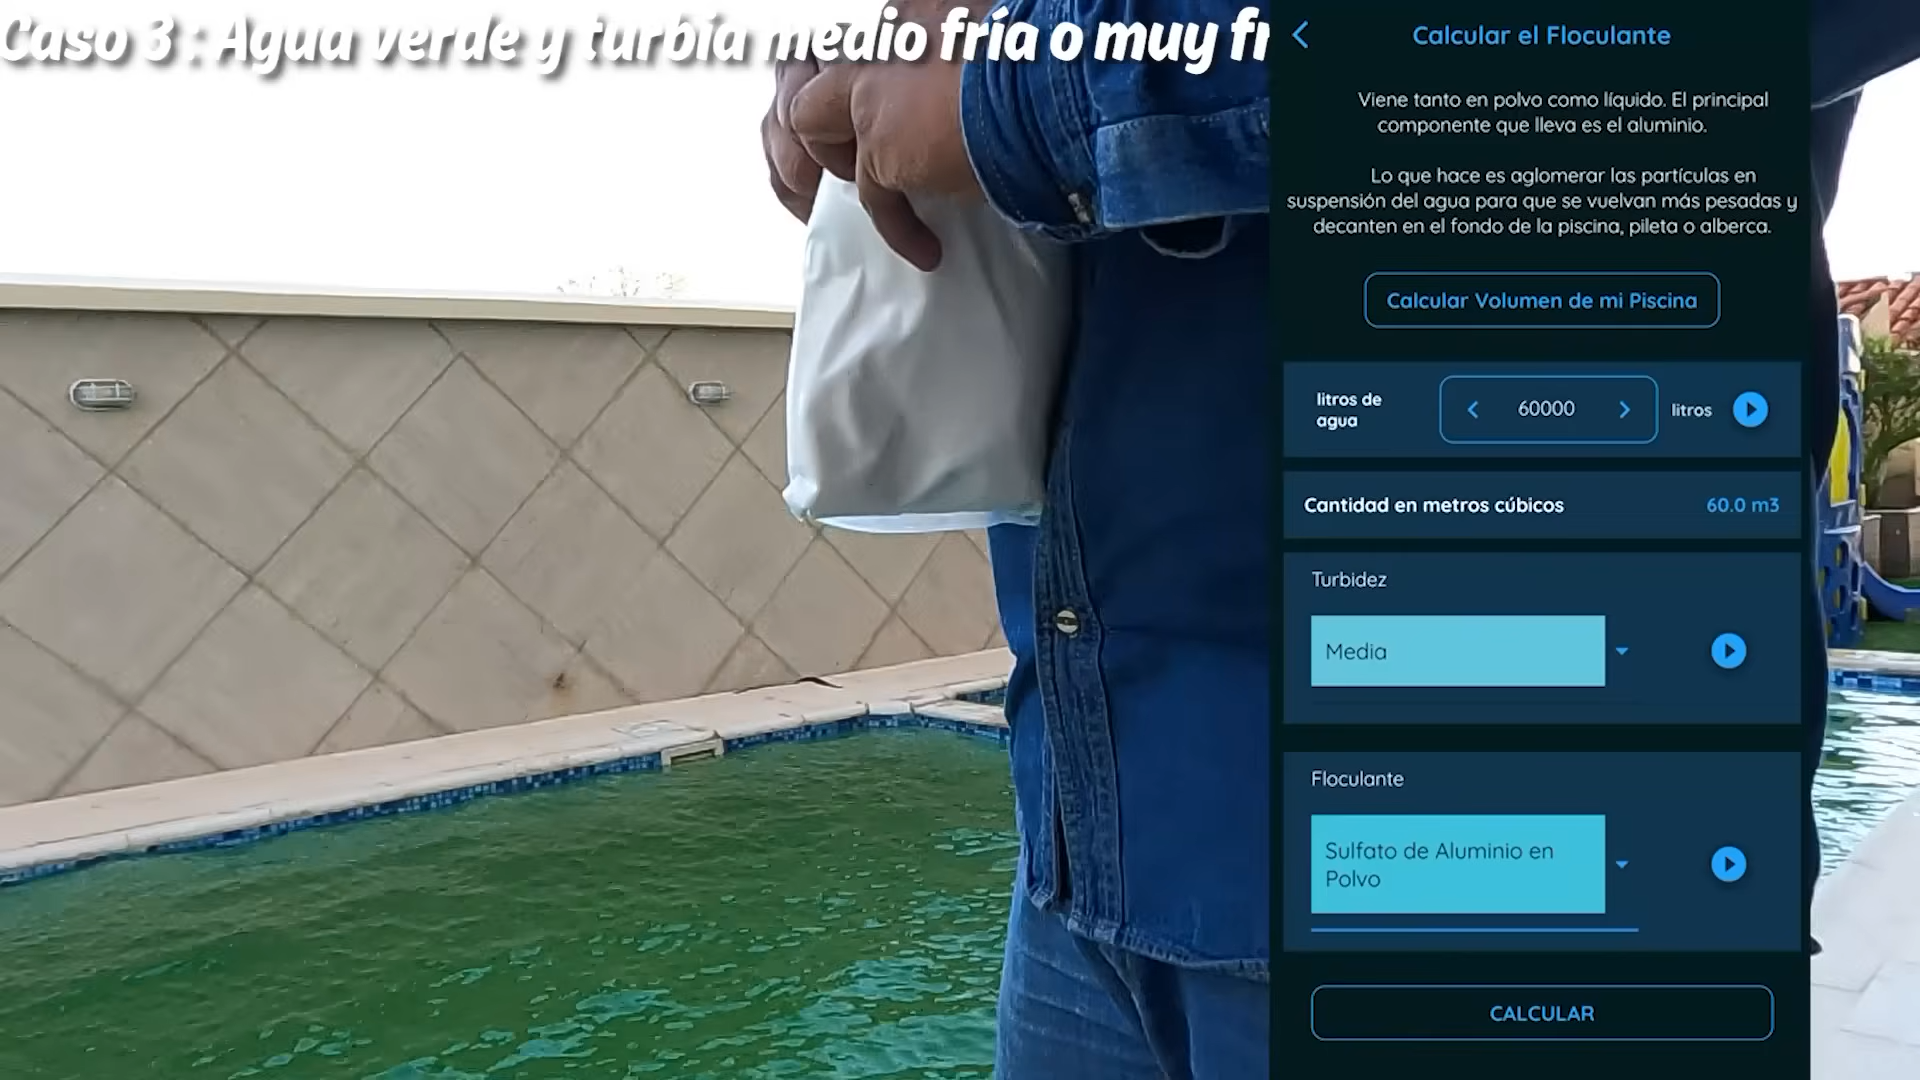 Caso 3 : Agua verde y turbia medio fría o muy
Calcular el Floculante
Viene tanto en polvo como líquido. El principal
componente que lleva es el aluminio.
Lo que hace es aglomerar las partículas en
suspensión del agua para que se vuelvan más pesadas y
decanten en el fondo de la piscina, pileta o alberca.
Calcular Volumen de mi Piscina
litros de
agua
60000
litros
Cantidad en metros cúbicos
60.0 m3
Turbidez
Media
Floculante
Sulfato de Aluminio en
Polvo
CALCULAR